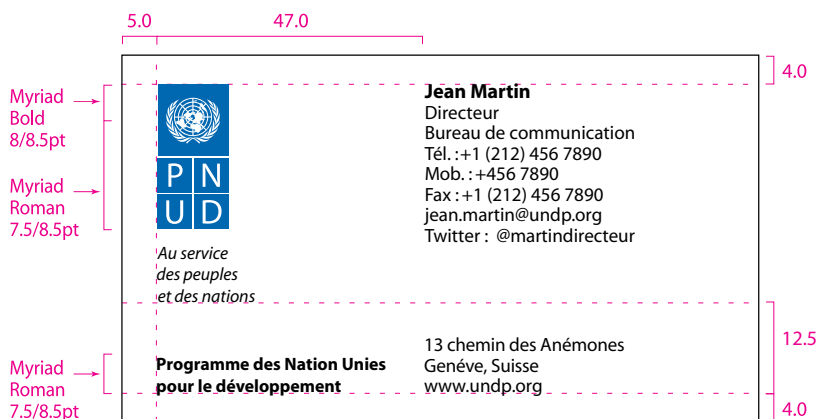 5.0 47.0
4.0
Myriad
Bold
8/8.5pt
Myriad
Roman
7.5/8.5pt
P N
U D
Au service
des peuples
et des nations
Jean Martin
Directeur
Bureau de communication
Tél. :+1 (212) 456 7890
Mob. : +456 7890
Fax : +1 (212) 456 7890
jean.martin@undp.org
Twitter : @martindirecteur
12.5
Myriad
Roman
7.5/8.5pt
Programme des Nation Unies
pour le développement
13 chemin des Anémones
Genéve, Suisse
www.undp.org
4.0